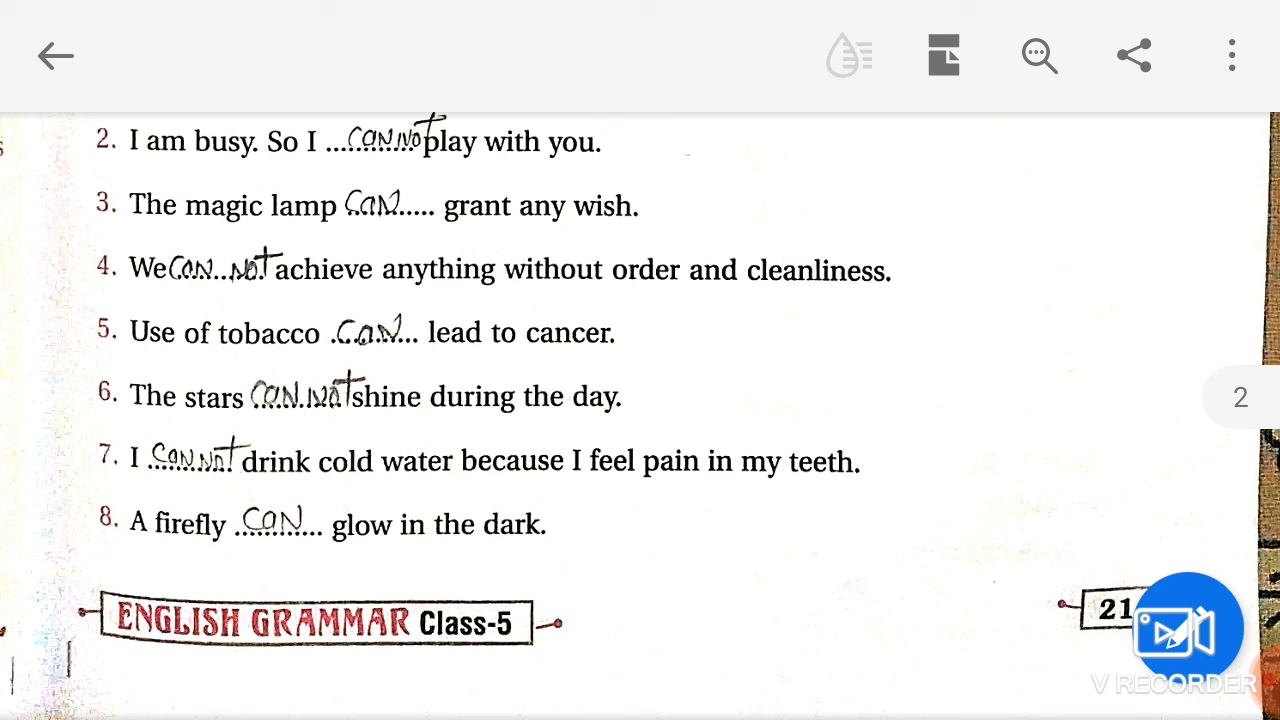 2. I am busy. So I ...cannot play with you.
3. The magic lamp can..... grant any wish.
4. We can...not achieve anything without order and cleanliness.
5. Use of tobacco .can... lead to cancer.
6. The stars can not shine during the day.
2
7. I can not drink cold water because I feel pain in my teeth.
8. A firefly ..can... glow in the dark.
ENGLISH GRAMMAR Class-5
21
V RECORDER